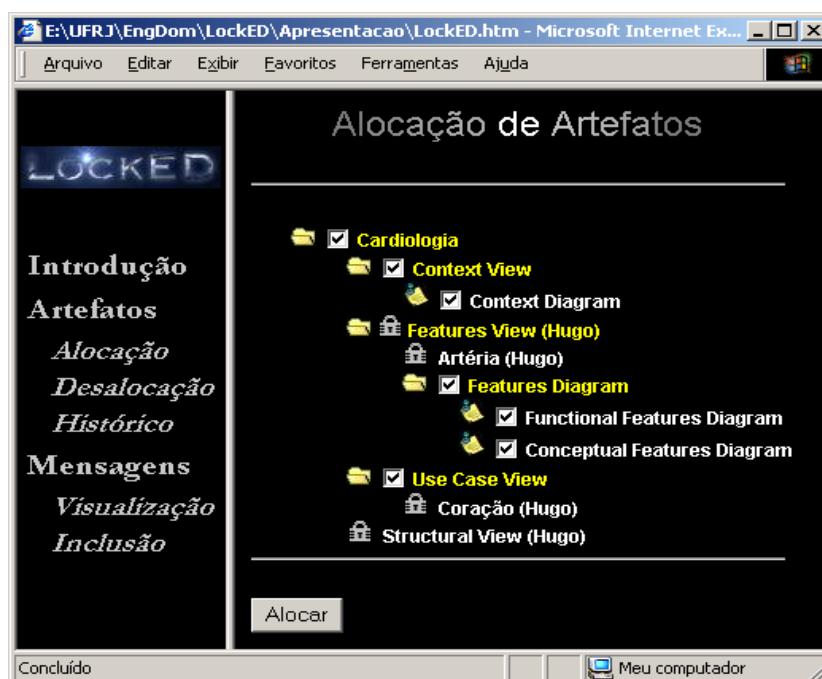 E:\UFRJ\EngDom\LockED\Apresentacao\LockED.htm - Microsoft Internet Ex...
Arquivo Editar Exibir Favoritos Ferramentas Ajuda
LOCKED
Introdução
Artefatos
Alocação
Desalocação
Histórico
Mensagens
Visualização
Inclusão
Alocação de Artefatos
Cardiologia
Context View
Context Diagram
Features View (Hugo)
Artéria (Hugo)
Features Diagram
Functional Features Diagram
Conceptual Features Diagram
Use Case View
Coração (Hugo)
Structural View (Hugo)
Alocar
Concluído
Meu computador